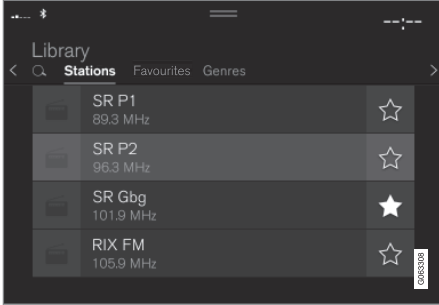 --:--
Library
Stations Favourites Genres
SR P1
89.3 MHz
SR P2
96.3 MHz
SR Gbg
101.9 MHz
RIX FM
105.9 MHz
G063308